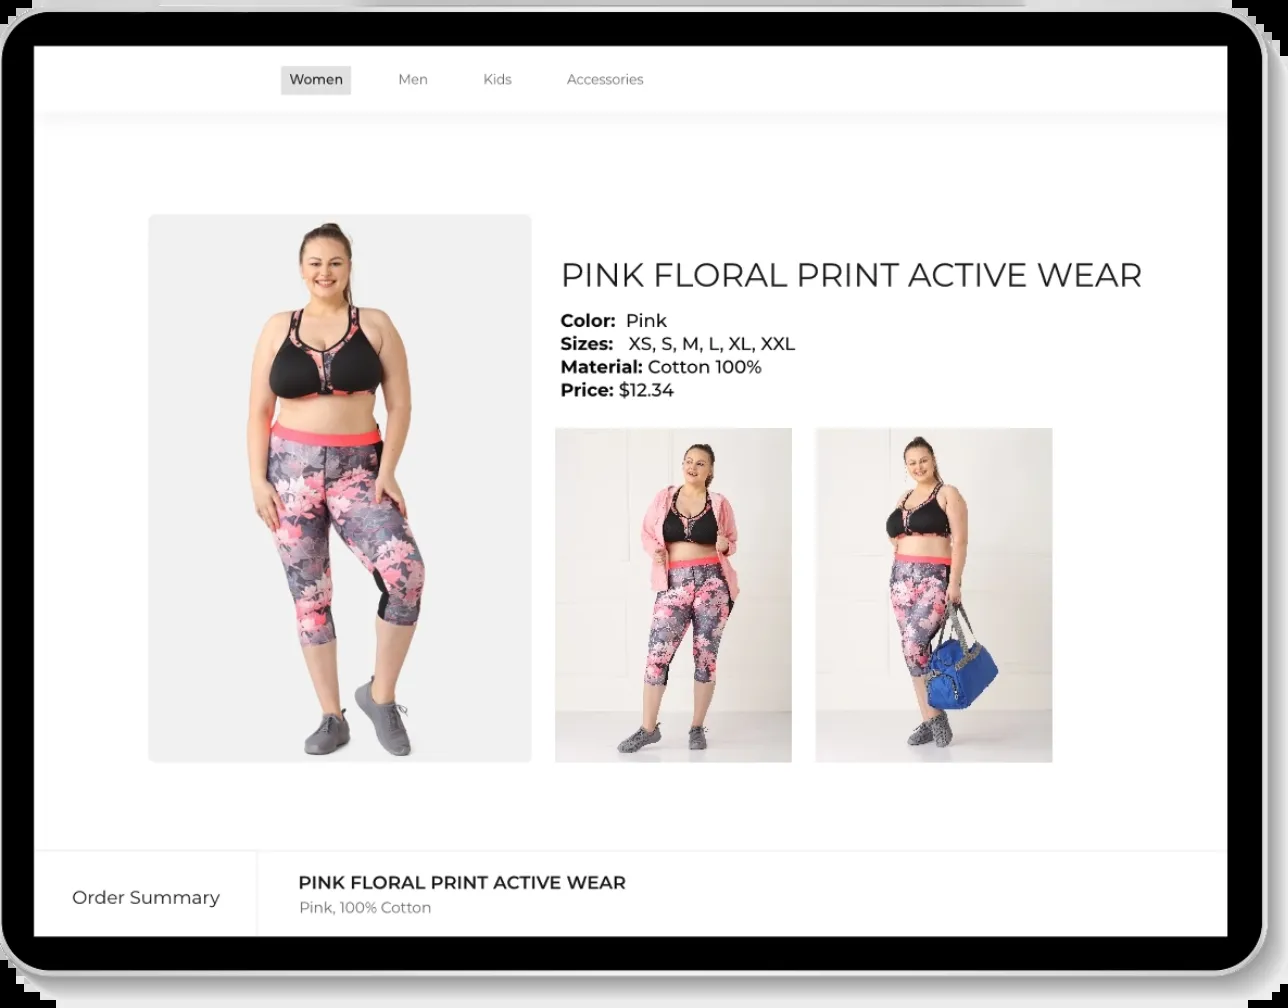 Women Men Kids Accessories
PINK FLORAL PRINT ACTIVE WEAR
Color: Pink
Sizes: XS, S, M, L, XL, XXL
Material: Cotton 100%
Price: $12.34
Order Summary
PINK FLORAL PRINT ACTIVE WEAR
Pink, 100% Cotton